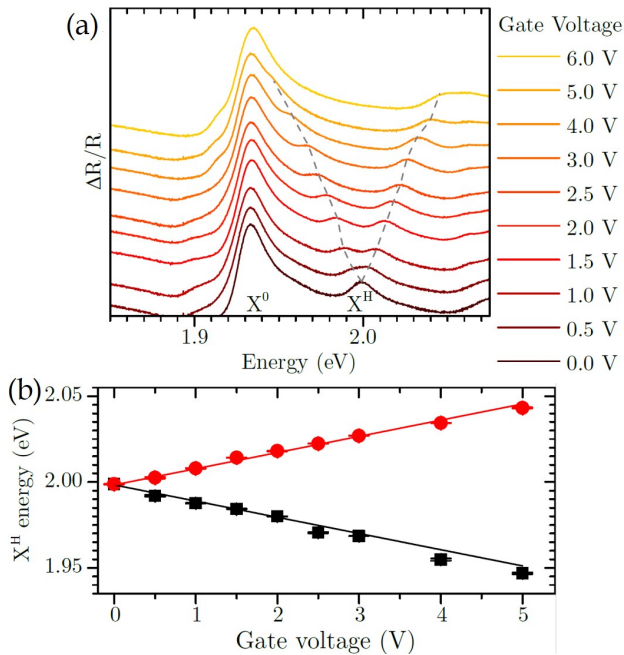 (a)
Gate Voltage
6.0 V
5.0 V
4.0 V
3.0 V
2.5 V
2.0 V
1.5 V
1.0 V
0.5 V
0.0 V
ΔR/R
X⁰
Xᴴ
1.9
2.0
Energy (eV)
(b)
2.05
2.00
1.95
Xᴴ energy (eV)
0
1
2
3
4
5
Gate voltage (V)